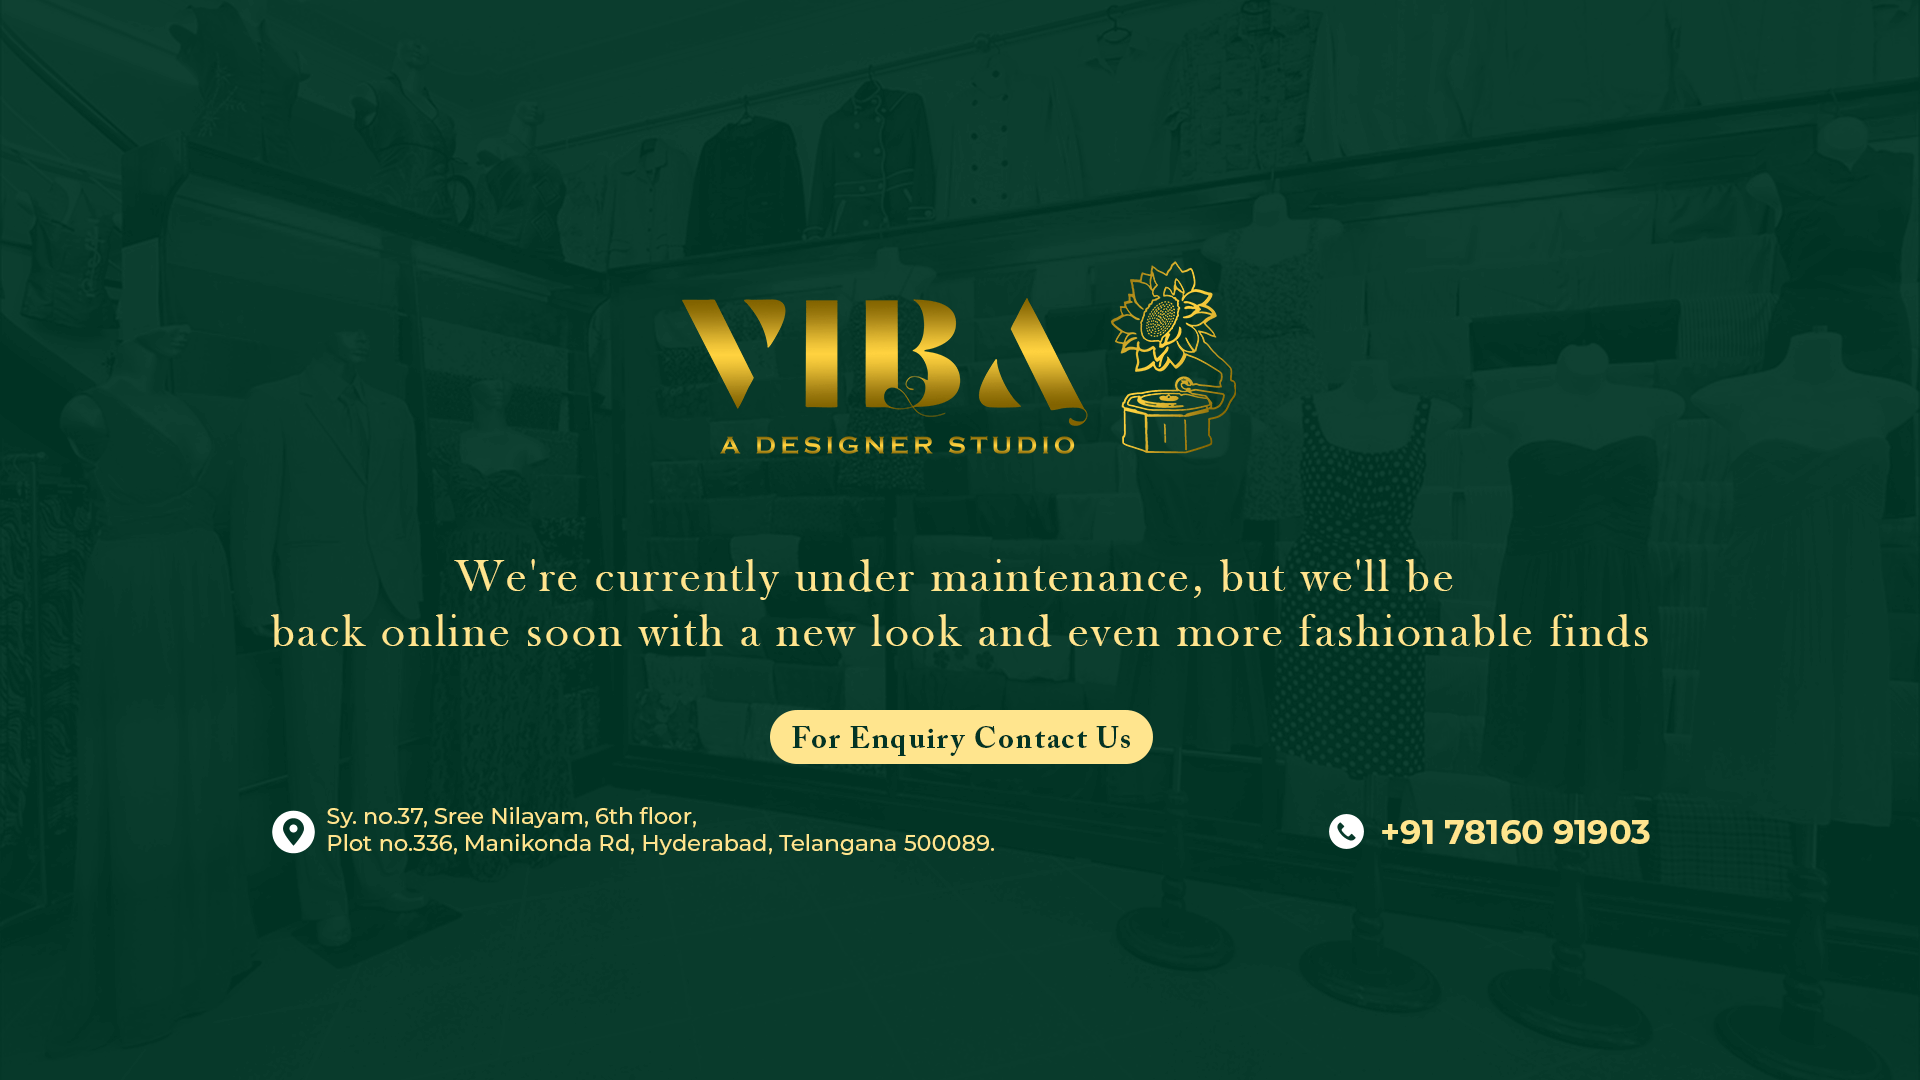 VIBA
A DESIGNER STUDIO
We're currently under maintenance, but we'll be
back online soon with a new look and even more fashionable finds
For Enquiry Contact Us
Sy. no.37, Sree Nilayam, 6th floor,
Plot no.336, Manikonda Rd, Hyderabad, Telangana 500089.
+91 78160 91903